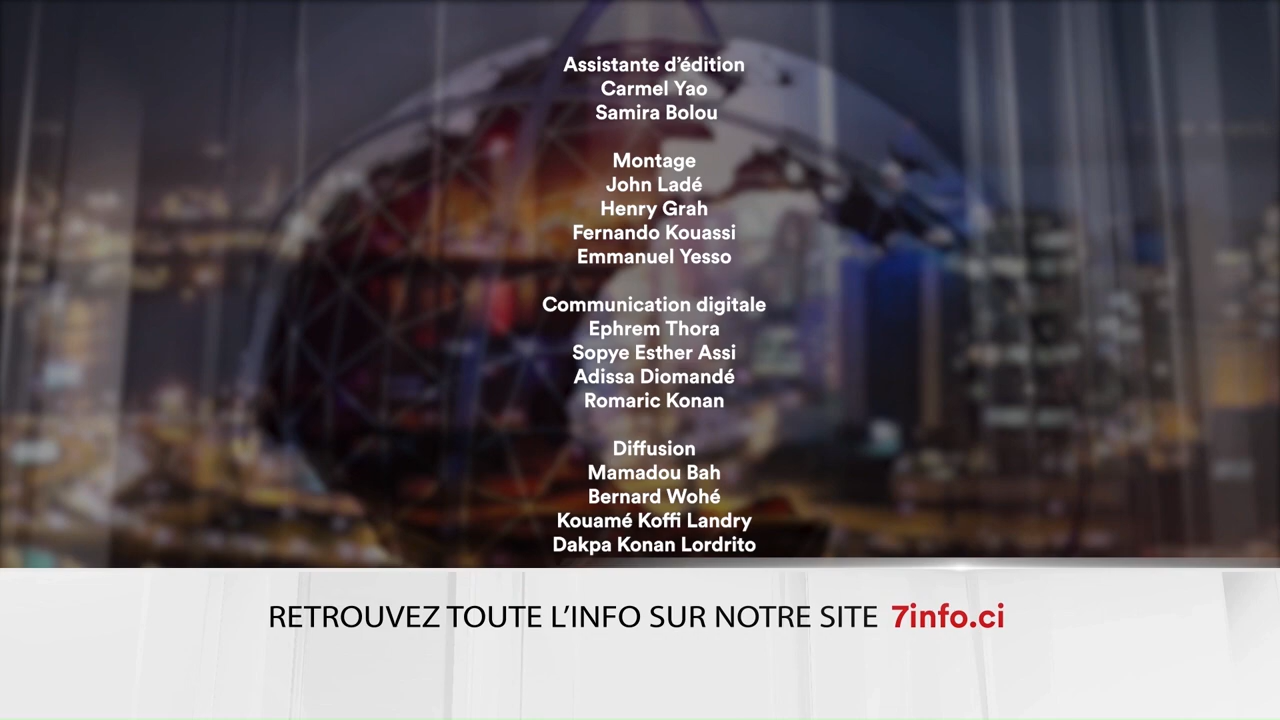 Assistante d’édition
Carmel Yao
Samira Bolou
Montage
John Ladé
Henry Grah
Fernando Kouassi
Emmanuel Yesso
Communication digitale
Ephrem Thora
Sopye Esther Assi
Adissa Diomandé
Romaric Konan
Diffusion
Mamadou Bah
Bernard Wohé
Kouamé Koffi Landry
Dakpa Konan Lordrito
RETROUVEZ TOUTE L’INFO SUR NOTRE SITE 7info.ci